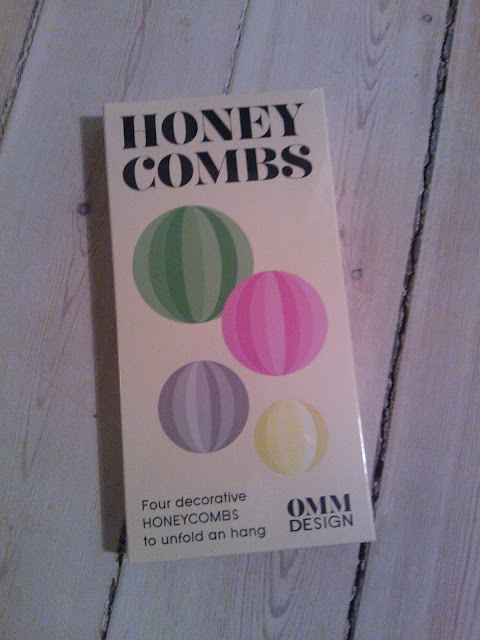 HONEY
COMBS
Four decorative
HONEYCOMBS
to unfold an hang
OMM
DESIGN